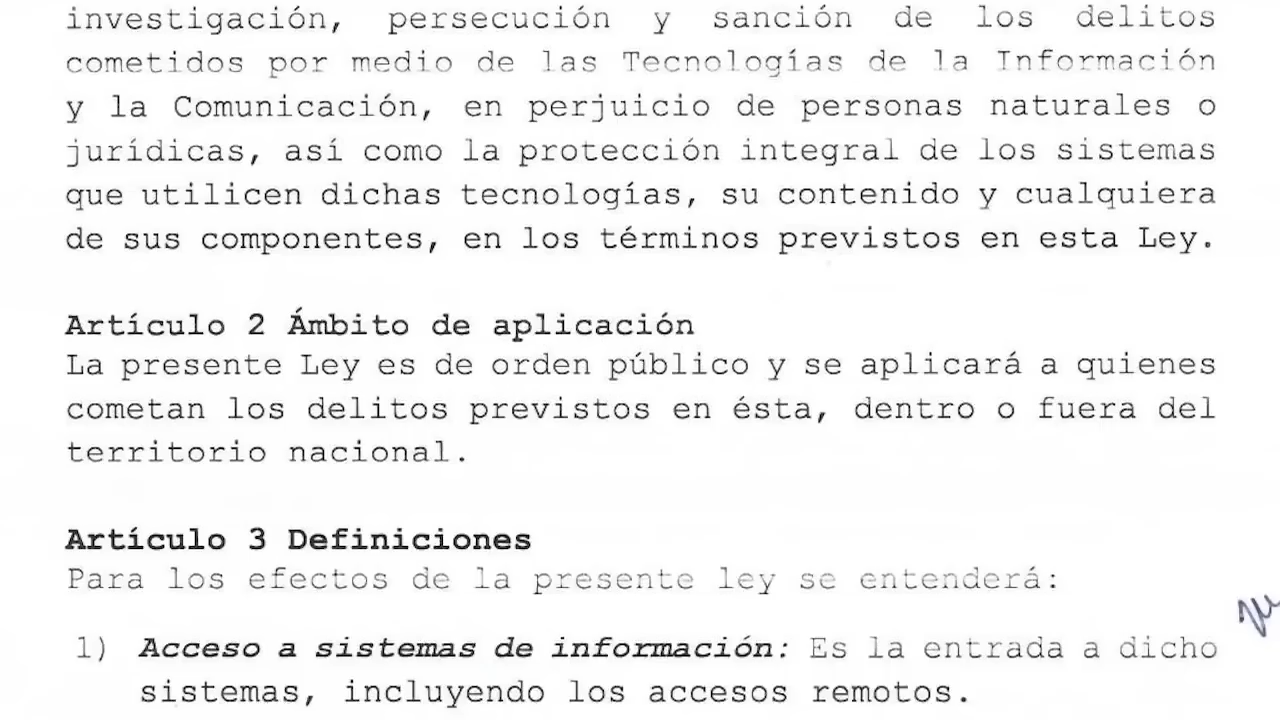 investigación, persecución y sanción de los delitos
cometidos por medio de las Tecnologías de la Información
y la Comunicación, en perjuicio de personas naturales o
jurídicas, así como la protección integral de los sistemas
que utilicen dichas tecnologías, su contenido y cualquiera
de sus componentes, en los términos previstos en esta Ley.
Artículo 2 Ámbito de aplicación
La presente Ley es de orden público y se aplicará a quienes
cometan los delitos previstos en ésta, dentro o fuera del
territorio nacional.
Artículo 3 Definiciones
Para los efectos de la presente ley se entenderá:
1) Acceso a sistemas de información: Es la entrada a dicho
sistemas, incluyendo los accesos remotos.